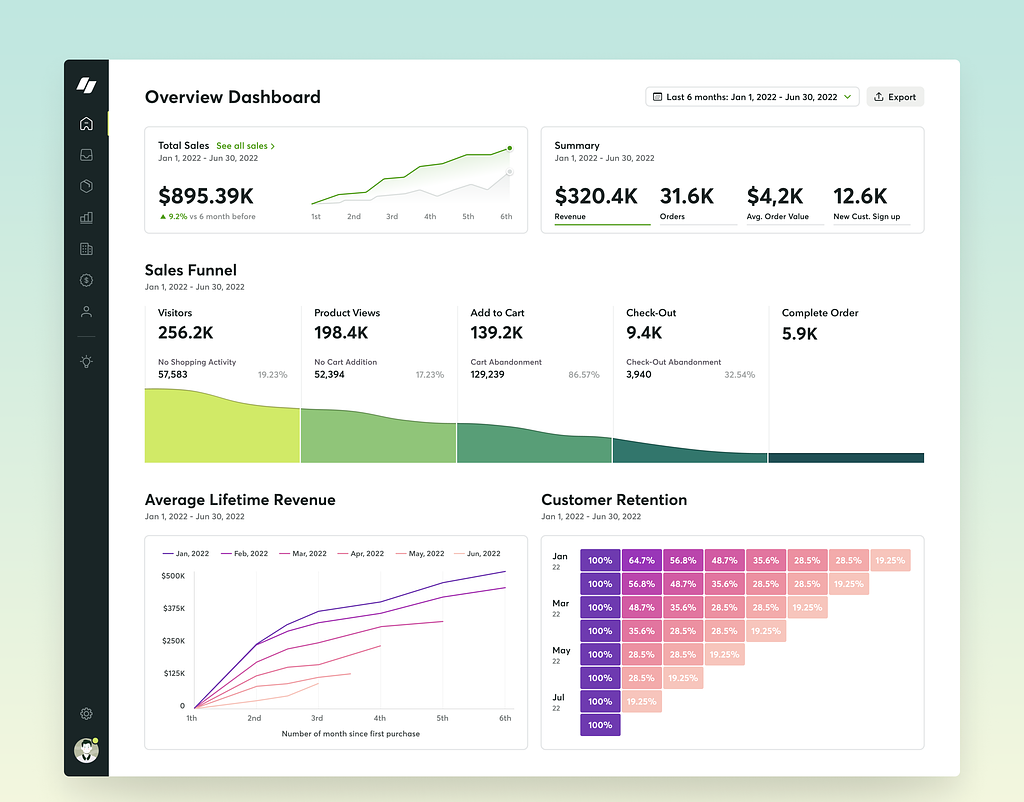 Overview Dashboard
Last 6 months: Jan 1, 2022 - Jun 30, 2022
Export
Total Sales See all sales >
Jan 1, 2022 - Jun 30, 2022
$895.39K
▲ 9.2% vs 6 month before
1st 2nd 3rd 4th 5th 6th
Summary
Jan 1, 2022 - Jun 30, 2022
$320.4K 31.6K $4,2K 12.6K
Revenue Orders Avg. Order Value New Cust. Sign up
Sales Funnel
Jan 1, 2022 - Jun 30, 2022
Visitors Product Views Add to Cart Check-Out Complete Order
256.2K 198.4K 139.2K 9.4K 5.9K
No Shopping Activity No Cart Addition Cart Abandonment Check-Out Abandonment
57,583 19.23% 52,394 17.23% 129,239 86.57% 3,940 32.54%
Average Lifetime Revenue
Jan 1, 2022 - Jun 30, 2022
Jan, 2022 Feb, 2022 Mar, 2022 Apr, 2022 May, 2022 Jun, 2022
$500K
$375K
$250K
$125K
0
1th 2nd 3rd 4th 5th 6th
Number of month since first purchase
Customer Retention
Jan 1, 2022 - Jun 30, 2022
Jan 22 100% 64.7% 56.8% 48.7% 35.6% 28.5% 28.5% 19.25%
100% 56.8% 48.7% 35.6% 28.5% 28.5% 19.25%
Mar 22 100% 48.7% 35.6% 28.5% 28.5% 19.25%
100% 35.6% 28.5% 28.5% 19.25%
May 22 100% 28.5% 28.5% 19.25%
100% 28.5% 19.25%
Jul 22 100% 19.25%
100%